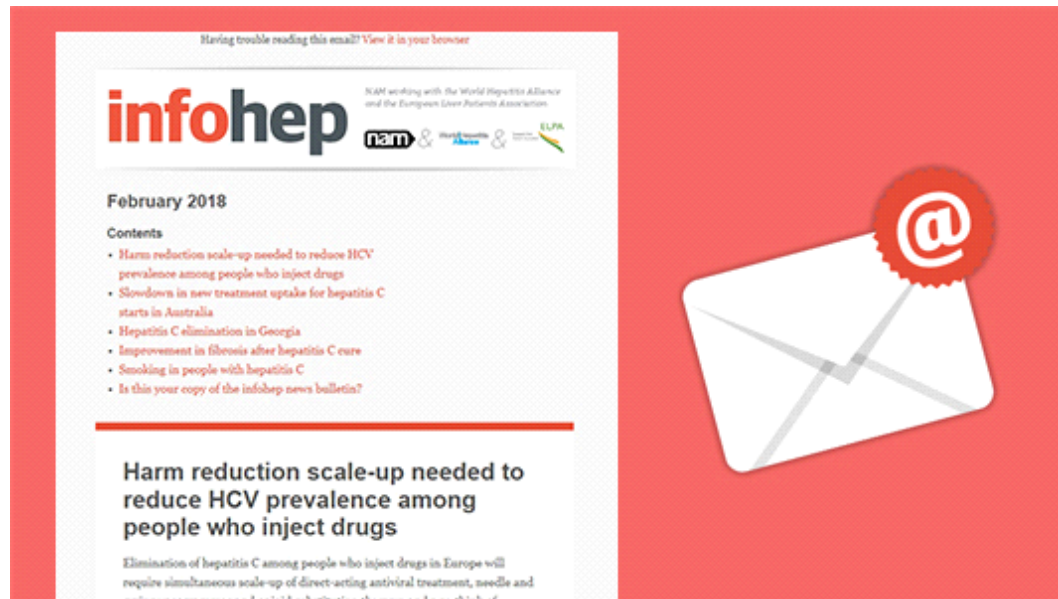 Having trouble reading this email? View it in your browser
infohep
NAM working with the World Hepatitis Alliance
and the European Liver Patients Association
nam & World Hepatitis & ELPA
Alliance
February 2018
Contents
• Harm reduction scale-up needed to reduce HCV
prevalence among people who inject drugs
• Slowdown in new treatment uptake for hepatitis C
starts in Australia
• Hepatitis C elimination in Georgia
• Improvement in fibrosis after hepatitis C cure
• Smoking in people with hepatitis C
• Is this your copy of the infohep news bulletin?
Harm reduction scale-up needed to
reduce HCV prevalence among
people who inject drugs
Elimination of hepatitis C among people who inject drugs in Europe will
require simultaneous scale-up of direct-acting antiviral treatment, needle and
@